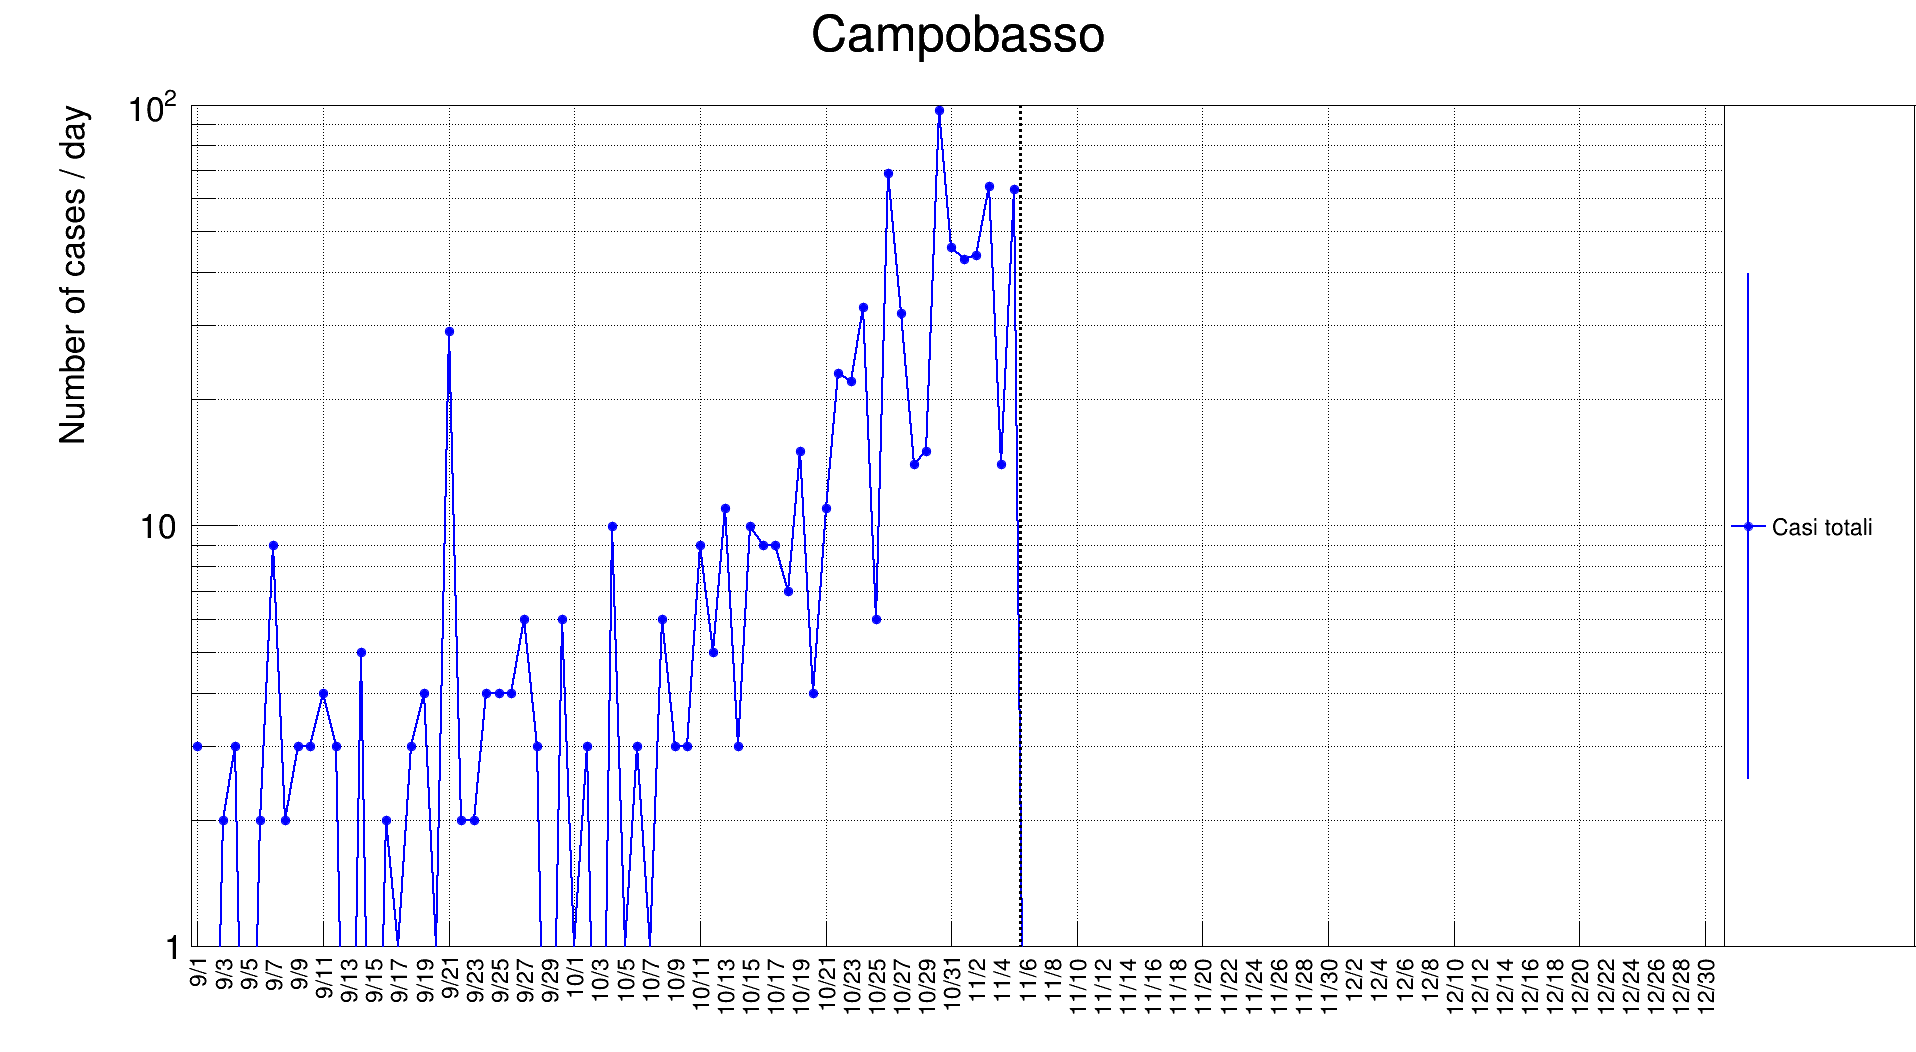 Campobasso
Number of cases / day
10²
10
1
9/1 9/3 9/5 9/7 9/9 9/11 9/13 9/15 9/17 9/19 9/21 9/23 9/25 9/27 9/29 10/1 10/3 10/5 10/7 10/9 10/11 10/13 10/15 10/17 10/19 10/21 10/23 10/25 10/27 10/29 10/31 11/2 11/4 11/6 11/8 11/10 11/12 11/14 11/16 11/18 11/20 11/22 11/24 11/26 11/28 11/30 12/2 12/4 12/6 12/8 12/10 12/12 12/14 12/16 12/18 12/20 12/22 12/24 12/26 12/28 12/30
Casi totali